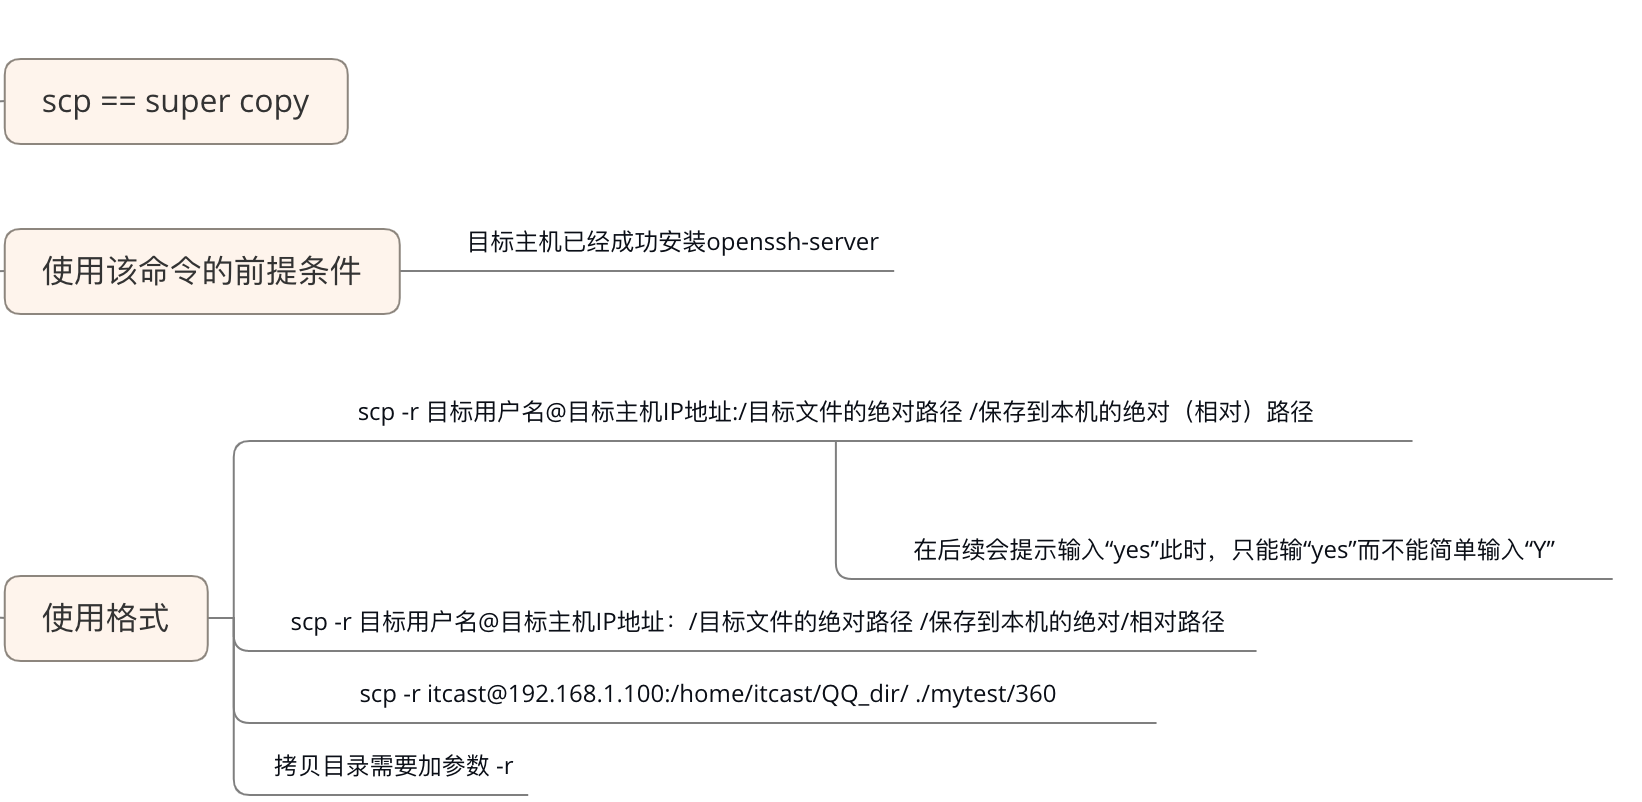 scp == super copy
使用该命令的前提条件
目标主机已经成功安装openssh-server
使用格式
scp -r 目标用户名@目标主机IP地址:/目标文件的绝对路径 /保存到本机的绝对（相对）路径
在后续会提示输入“yes”此时，只能输“yes”而不能简单输入“Y”
scp -r 目标用户名@目标主机IP地址：/目标文件的绝对路径 /保存到本机的绝对/相对路径
scp -r itcast@192.168.1.100:/home/itcast/QQ_dir/ ./mytest/360
拷贝目录需要加参数 -r